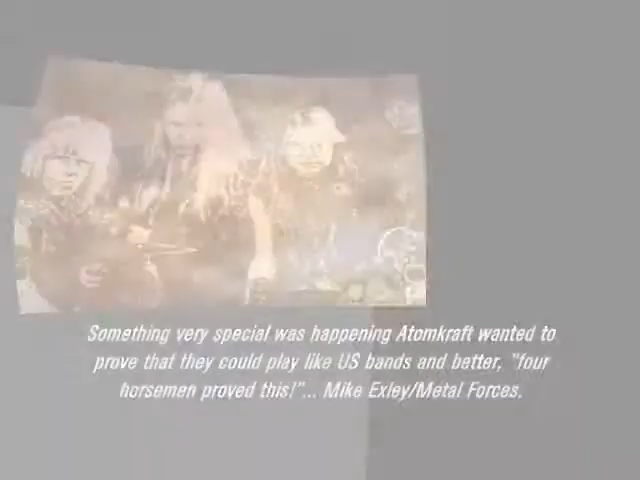 Something very special was happening Atomkraft wanted to
prove that they could play like US bands and better, "four
horsemen proved this!"... Mike Exley/Metal Forces.